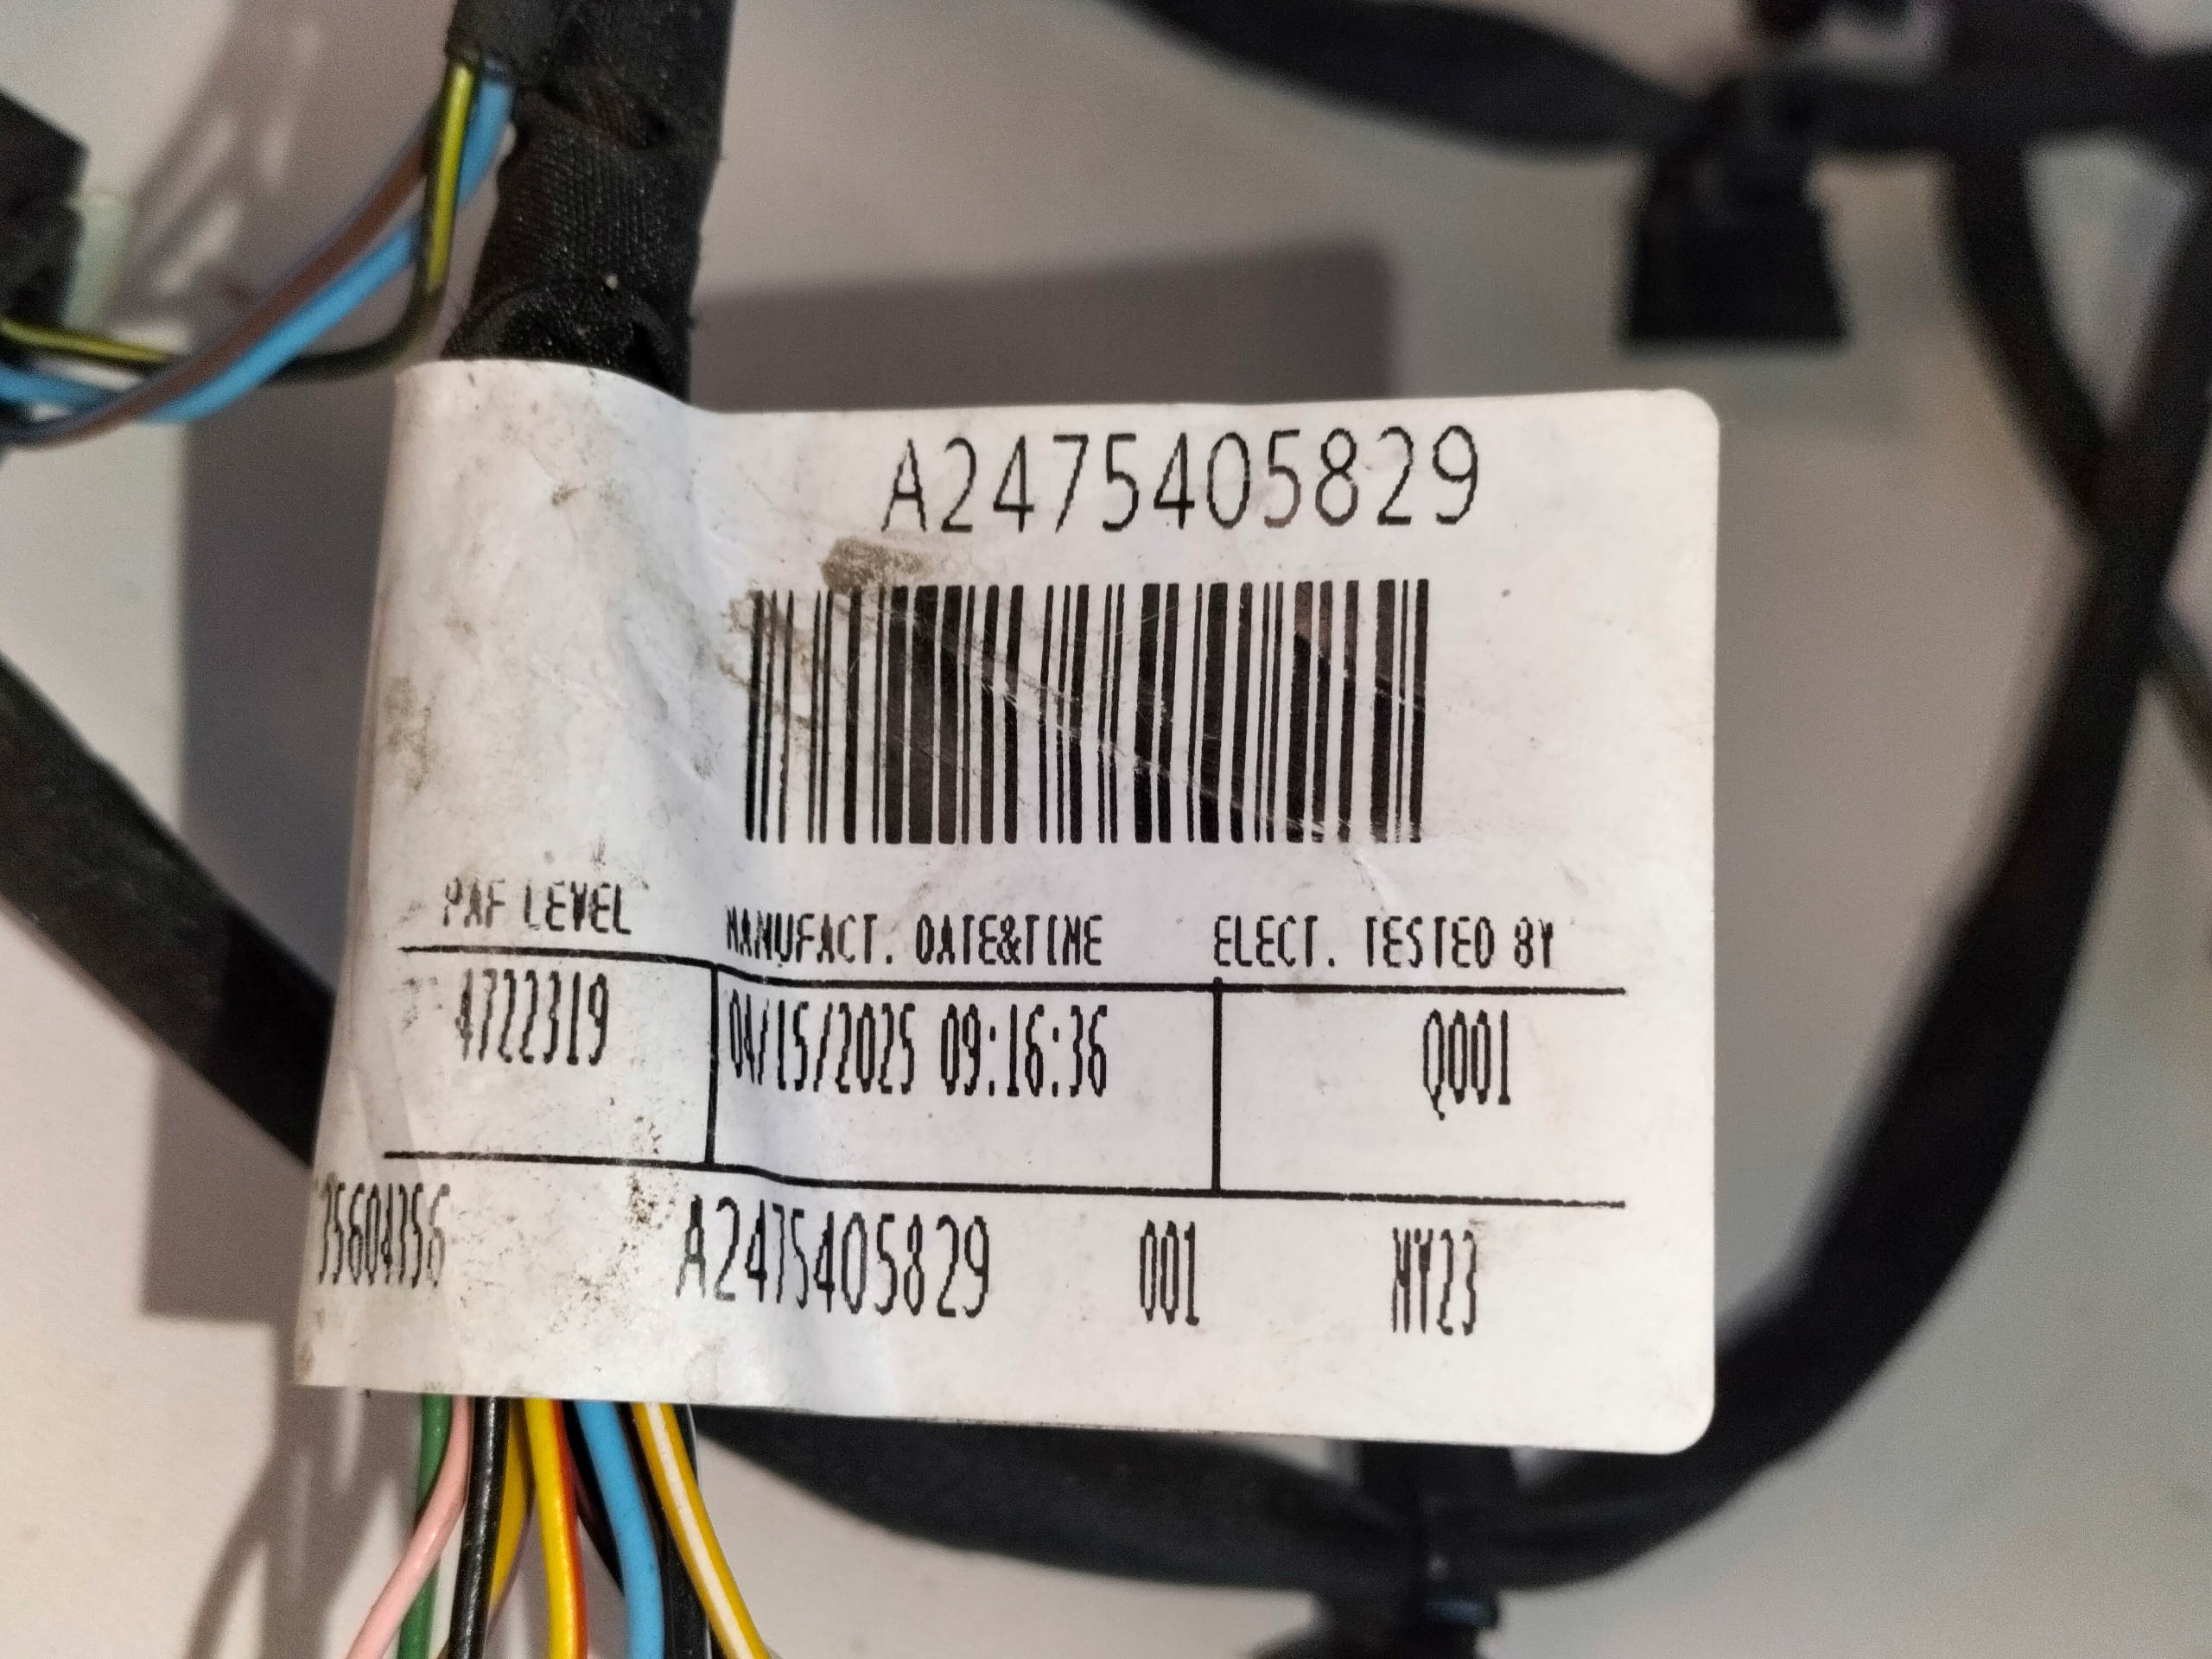 A2475405829
PAF LEVEL MANUFACT. DATE&TIME ELECT. TESTED BY
4722319 04/15/2025 09:16:36 Q001
A2475405829 001 MY23